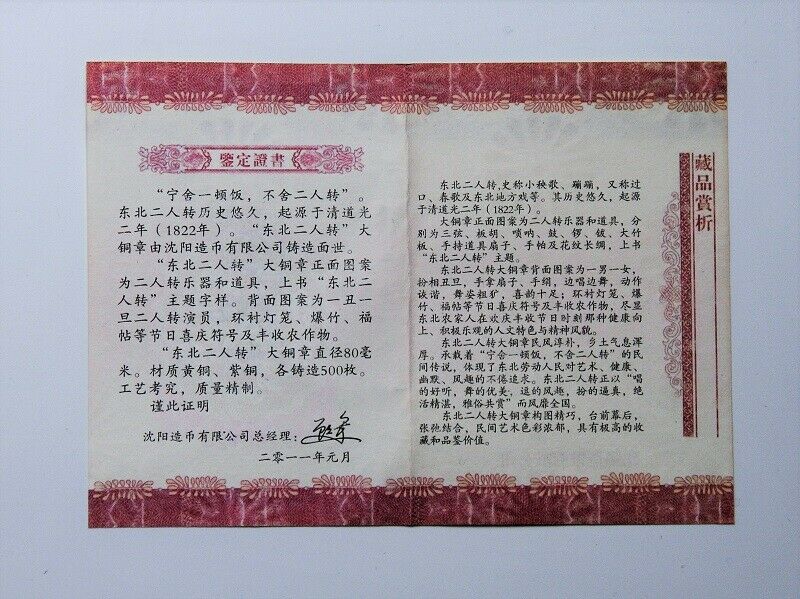 鉴定證書
“宁舍一顿饭，不舍二人转”。
东北二人转历史悠久，起源于清道光
二年（1822年）。“东北二人转”大
铜章由沈阳造币有限公司铸造面世。
“东北二人转”大铜章正面图案
为二人转乐器和道具，上书“东北二
人转”主题字样。背面图案为一丑一
旦二人转演员，环衬灯笼、爆竹、福
帖等节日喜庆符号及丰收农作物。
“东北二人转”大铜章直径80毫
米。材质黄铜、紫铜，各铸造500枚。
工艺考究，质量精制。
谨此证明
沈阳造币有限公司总经理：
二零一一年元月
藏品赏析
东北二人转，史称小秧歌、蹦蹦，又称过
口、春歌及东北地方戏等。其历史悠久，起源
于清道光二年（1822年）。
大铜章正面图案为二人转乐器和道具，分
别为三弦、板胡、唢呐、鼓、锣、钹、大竹
板、手持道具扇子、手帕及花纹长绸，上书
“东北二人转”主题。
东北二人转大铜章背面图案为一男一女，
扮相丑旦，手拿扇子、手绢，边唱边舞，动作
诙谐，舞姿粗犷，喜韵十足；环衬灯笼、爆
竹、福帖等节日喜庆符号及丰收农作物，尽显
东北农家人在欢庆丰收节日时刻那种健康向
上、积极乐观的人文特色与精神风貌。
东北二人转大铜章民风淳朴，乡土气息浑
厚。承载着“宁舍一顿饭，不舍二人转”的民
间传说，体现了东北劳动人民对艺术、健康、
幽默、风趣的不倦追求。东北二人转正以“唱
的好听，舞的优美，逗的风趣，扮的逼真，绝
活精湛，雅俗共赏”而风靡全国。
东北二人转大铜章构图精巧，台前幕后，
张弛结合，民间艺术色彩浓郁，具有极高的收
藏和品鉴价值。